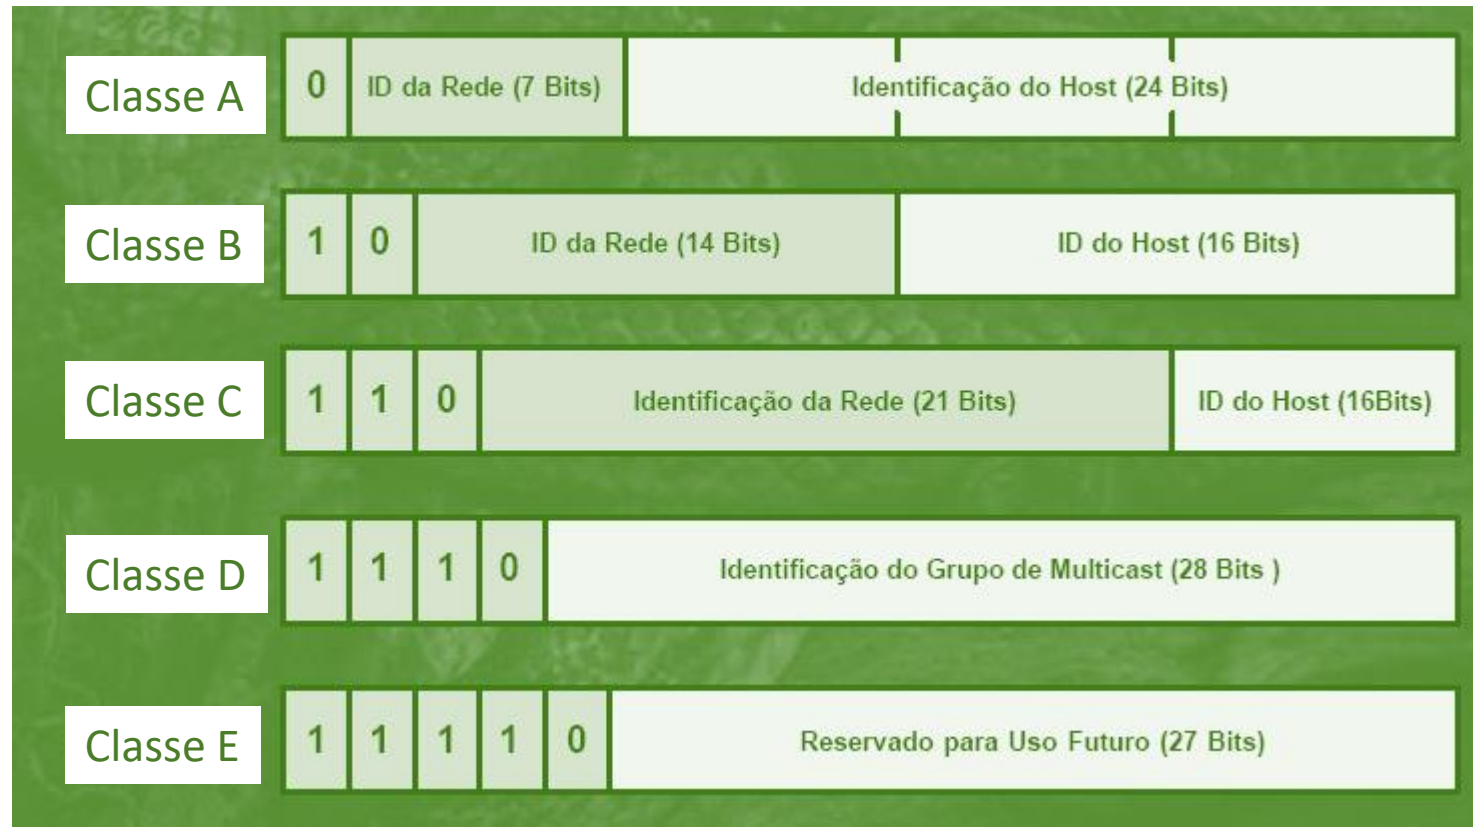 Classe A 0 ID da Rede (7 Bits) Identificação do Host (24 Bits)
Classe B 1 0 ID da Rede (14 Bits) ID do Host (16 Bits)
Classe C 1 1 0 Identificação da Rede (21 Bits) ID do Host (16Bits)
Classe D 1 1 1 0 Identificação do Grupo de Multicast (28 Bits )
Classe E 1 1 1 1 0 Reservado para Uso Futuro (27 Bits)